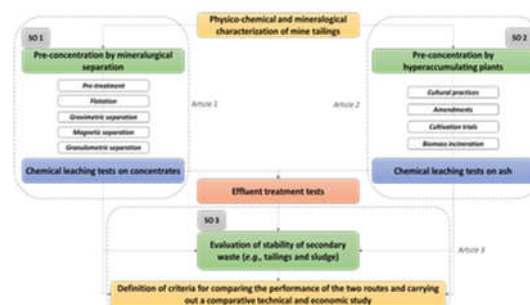 Physico-chemical and mineralogical
characterization of mine tailings
SO 1
SO 2
Pre-concentration by mineralurgical
separation
Pre-treatment
Flotation
Gravimetric separation
Magnetic separation
Granulometric separation
Chemical leaching tests on concentrates
Article 1
Article 2
Pre-concentration by
hyperaccumulating plants
Cultural practices
Amendments
Cultivation trials
Biomass incineration
Chemical leaching tests on ash
Effluent treatment tests
SO 3
Evaluation of stability of secondary
waste (e.g., tailings and sludge)
Article 3
Definition of criteria for comparing the performance of the two routes and carrying
out a comparative technical and economic study